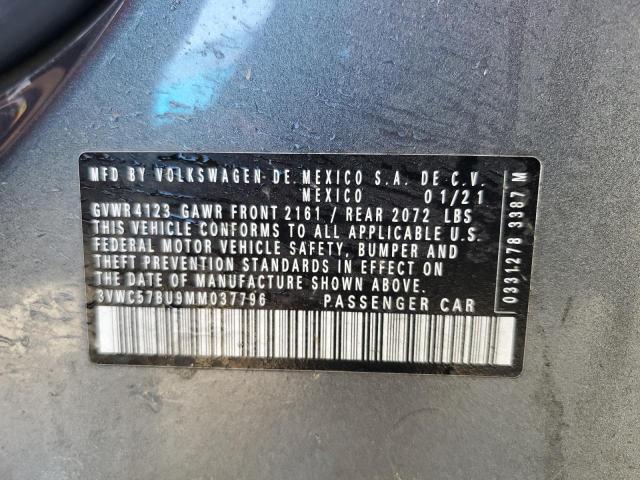 MFD BY VOLKSWAGEN DE MEXICO S.A. DE C.V.
MEXICO 01/21
GVWR4123 GAWR FRONT 2161 / REAR 2072 LBS
THIS VEHICLE CONFORMS TO ALL APPLICABLE U.S.
FEDERAL MOTOR VEHICLE SAFETY, BUMPER AND
THEFT PREVENTION STANDARDS IN EFFECT ON
THE DATE OF MANUFACTURE SHOWN ABOVE.
3VWC57BU9MM037796 PASSENGER CAR
0331278 3387 M